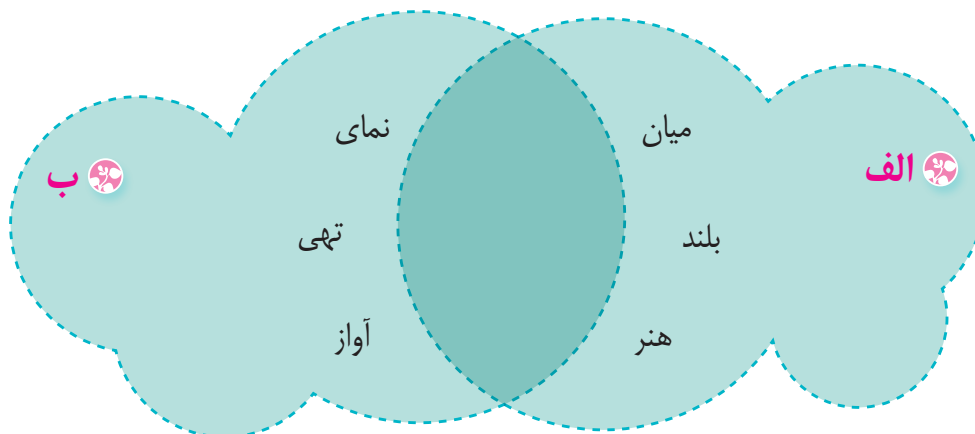 میان نمای
الف ب
بلند تهی
هنر آواز